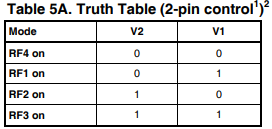 Table 5A. Truth Table (2-pin control¹)²
Mode V2 V1
RF4 on 0 0
RF1 on 0 1
RF2 on 1 0
RF3 on 1 1